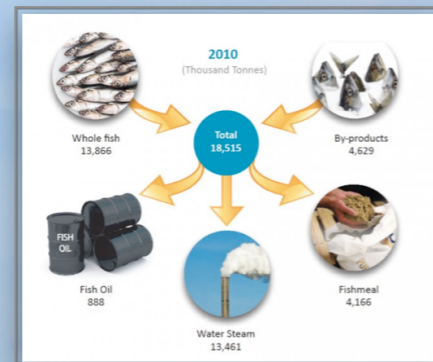 2010
(Thousand Tonnes)
Whole fish
13,866
Total
18,515
By-products
4,629
FISH
OIL
Fish Oil
888
Water Steam
13,461
Fishmeal
4,166